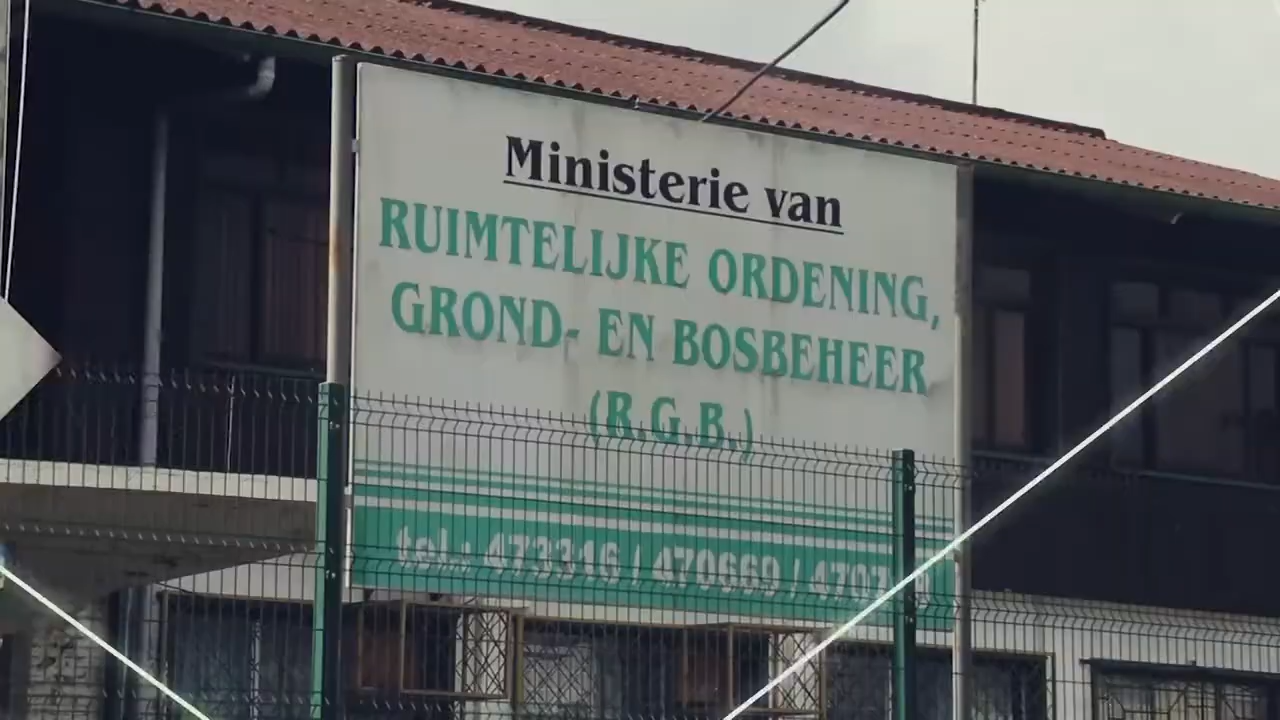 Ministerie van
RUIMTELIJKE ORDENING,
GROND- EN BOSBEHEER
(R.G.B.)
tel.: 473316 / 470669 /